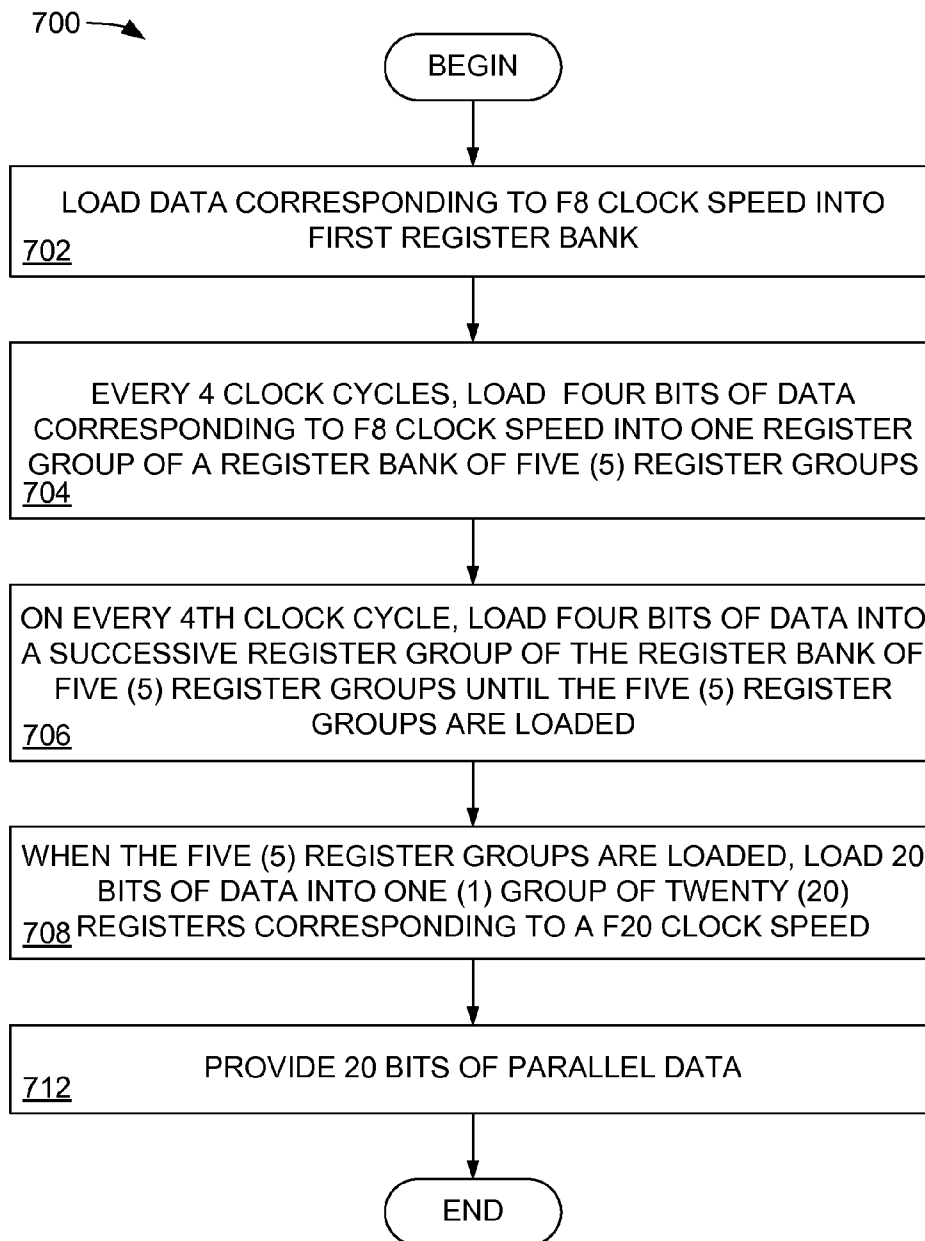 700
BEGIN
LOAD DATA CORRESPONDING TO F8 CLOCK SPEED INTO
FIRST REGISTER BANK
702
EVERY 4 CLOCK CYCLES, LOAD FOUR BITS OF DATA
CORRESPONDING TO F8 CLOCK SPEED INTO ONE REGISTER
GROUP OF A REGISTER BANK OF FIVE (5) REGISTER GROUPS
704
ON EVERY 4TH CLOCK CYCLE, LOAD FOUR BITS OF DATA INTO
A SUCCESSIVE REGISTER GROUP OF THE REGISTER BANK OF
FIVE (5) REGISTER GROUPS UNTIL THE FIVE (5) REGISTER
GROUPS ARE LOADED
706
WHEN THE FIVE (5) REGISTER GROUPS ARE LOADED, LOAD 20
BITS OF DATA INTO ONE (1) GROUP OF TWENTY (20)
708 REGISTERS CORRESPONDING TO A F20 CLOCK SPEED
PROVIDE 20 BITS OF PARALLEL DATA
712
END